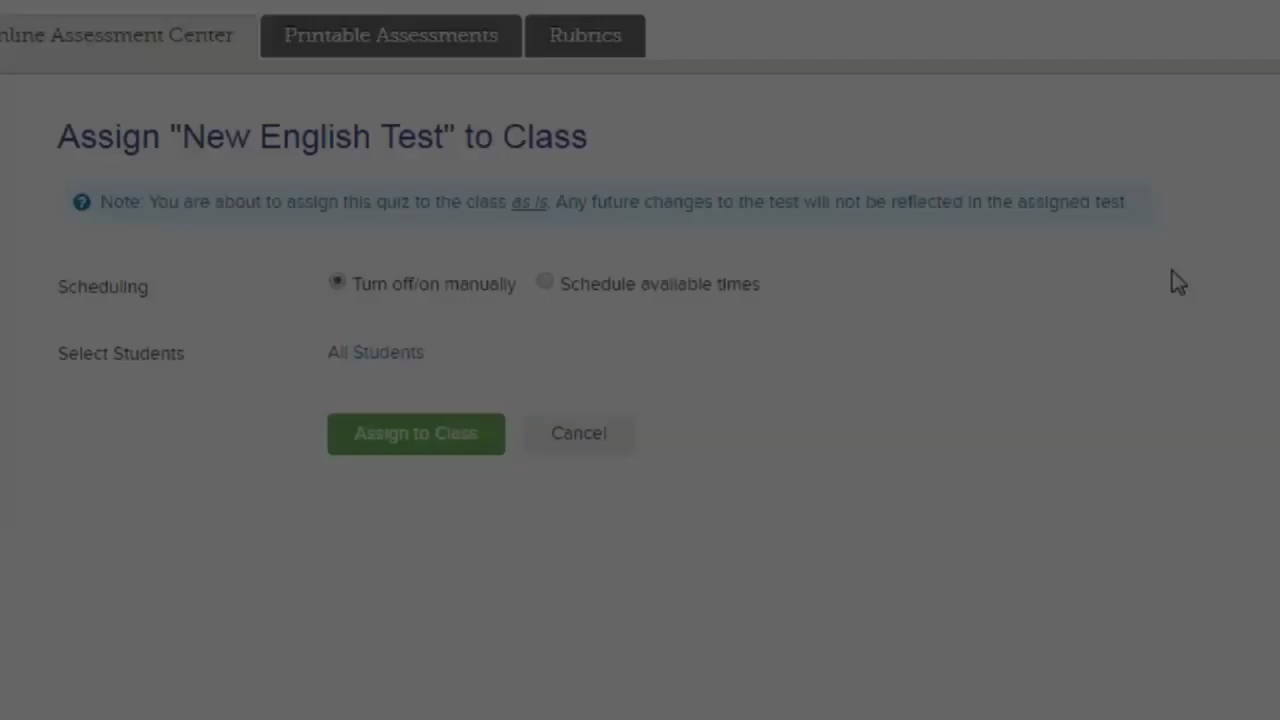 nline Assessment Center
Printable Assessments
Rubrics
Assign "New English Test" to Class
Note: You are about to assign this quiz to the class as is. Any future changes to the test will not be reflected in the assigned test
Scheduling
Turn off/on manually
Schedule available times
Select Students
All Students
Assign to Class
Cancel